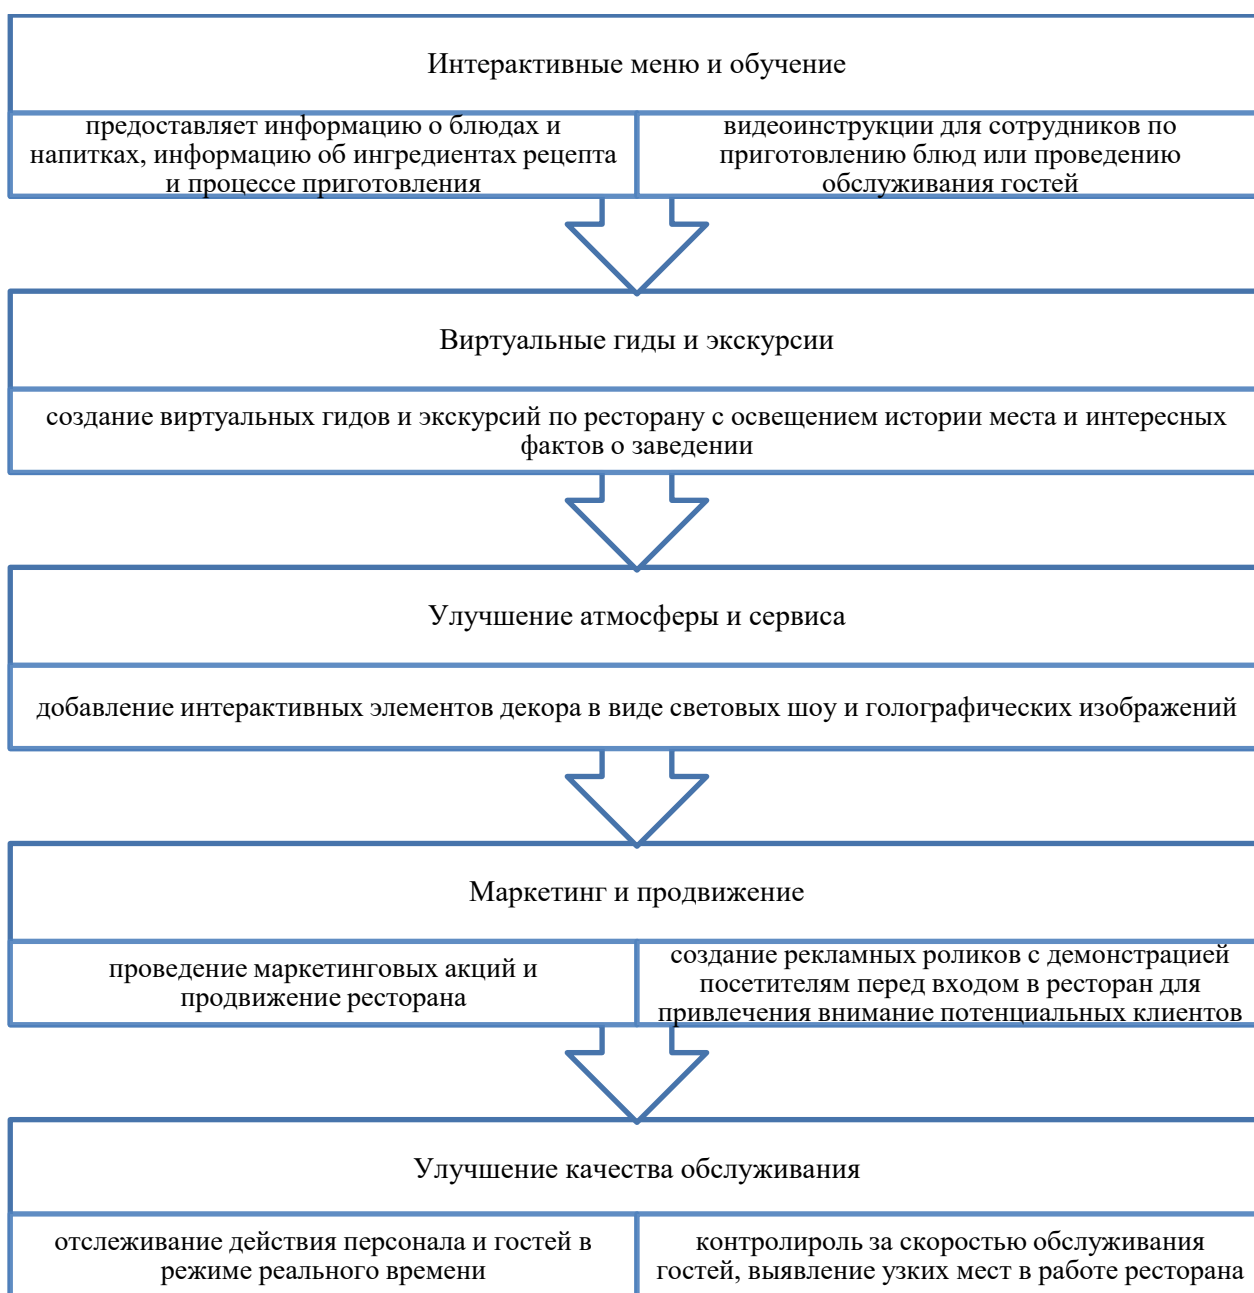 Интерактивные меню и обучение
предоставляет информацию о блюдах и
напитках, информацию об ингредиентах рецепта
и процессе приготовления
видеоинструкции для сотрудников по
приготовлению блюд или проведению
обслуживания гостей
Виртуальные гиды и экскурсии
создание виртуальных гидов и экскурсий по ресторану с освещением истории места и интересных
фактов о заведении
Улучшение атмосферы и сервиса
добавление интерактивных элементов декора в виде световых шоу и голографических изображений
Маркетинг и продвижение
проведение маркетинговых акций и
продвижение ресторана
создание рекламных роликов с демонстрацией
посетителям перед входом в ресторан для
привлечения внимание потенциальных клиентов
Улучшение качества обслуживания
отслеживание действия персонала и гостей в
режиме реального времени
контролироль за скоростью обслуживания
гостей, выявление узких мест в работе ресторана